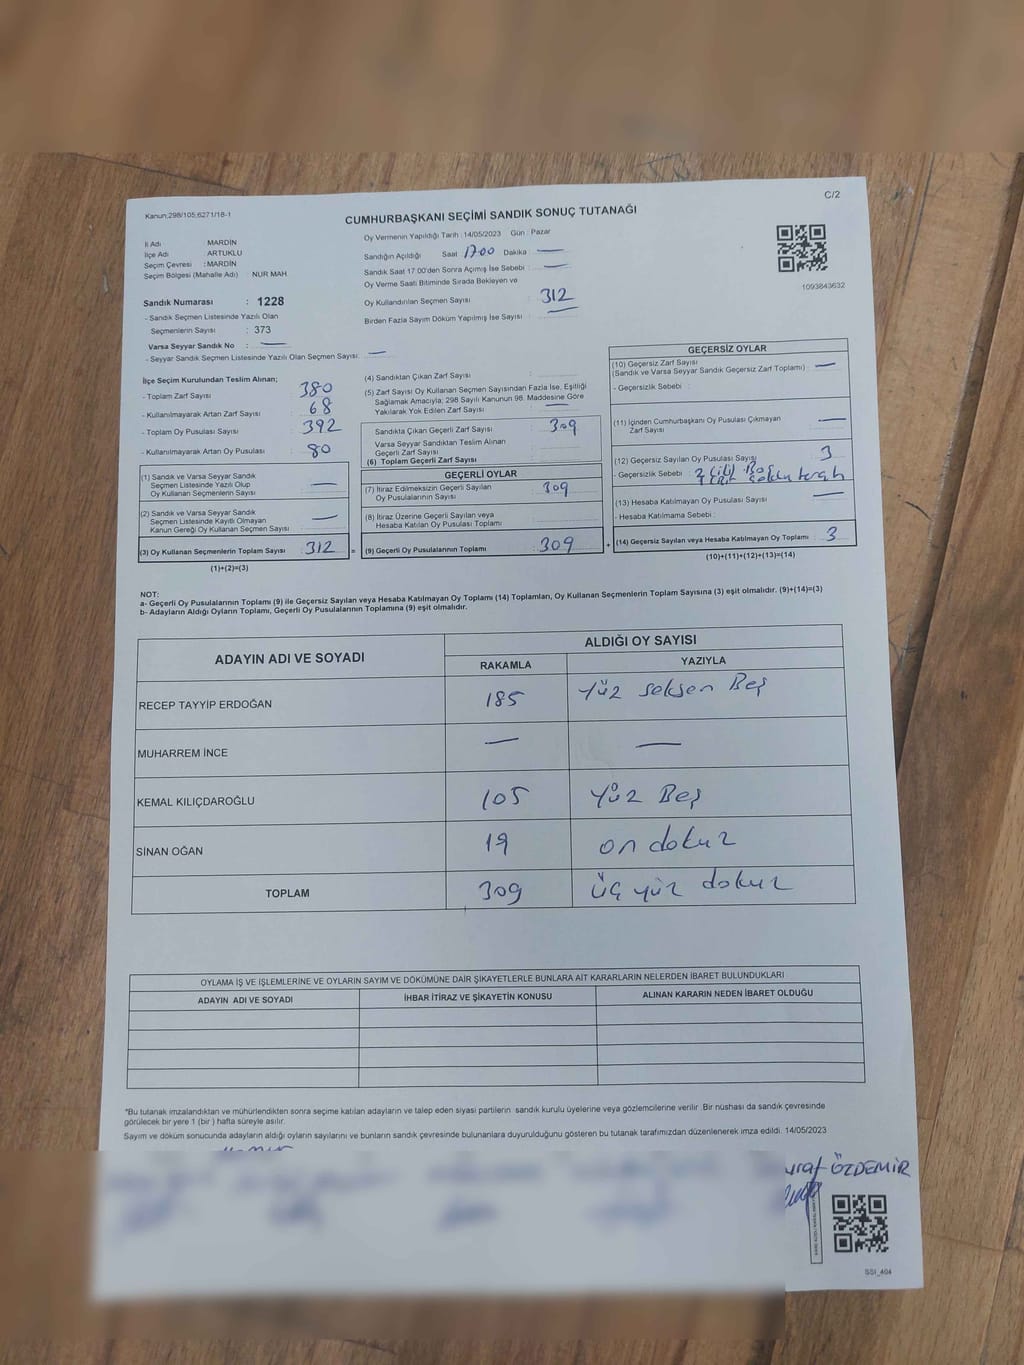 C/2
Kanun,298/105,6271/18-1
CUMHURBAŞKANI SEÇİMİ SANDIK SONUÇ TUTANAĞI
İl Adı MARDİN
İlçe Adı ARTUKLU
Seçim Çevresi : MARDİN
Seçim Bölgesi (Mahalle Adı) : NUR MAH
Oy Vermenin Yapıldığı Tarih : 14/05/2023 Gün : Pazar
Sandığın Açıldığı Saat 17:00 Dakika : —
Sandık Saat 17:00'den Sonra Açımış İse Sebebi : —
Oy Verme Saati Bitiminde Sırada Bekleyen ve
Oy Kullandırılan Seçmen Sayısı : 312
Birden Fazla Sayım Döküm Yapılmış İse Sayısı :
1093843632
Sandık Numarası : 1228
- Sandık Seçmen Listesinde Yazılı Olan
Seçmenlerin Sayısı : 373
Varsa Seyyar Sandık No : —
- Seyyar Sandık Seçmen Listesinde Yazılı Olan Seçmen Sayısı: —
İlçe Seçim Kurulundan Teslim Alınan;
- Toplam Zarf Sayısı 380
- Kullanılmayarak Artan Zarf Sayısı 68
- Toplam Oy Pusulası Sayısı 392
- Kullanılmayarak Artan Oy Pusulası 80
(1) Sandık ve Varsa Seyyar Sandık
Seçmen Listesinde Yazılı Olup
Oy Kullanan Seçmenlerin Sayısı —
(2) Sandık ve Varsa Seyyar Sandık
Seçmen Listesinde Kayıtlı Olmayan
Kanun Gereği Oy Kullanan Seçmen Sayısı —
(3) Oy Kullanan Seçmenlerin Toplam Sayısı 312 =
(1)+(2)=(3)
(4) Sandıktan Çıkan Zarf Sayısı
(5) Zarf Sayısı Oy Kullanan Seçmen Sayısından Fazla İse, Eşitliği
Sağlamak Amacıyla; 298 Sayılı Kanunun 98. Maddesine Göre
Yakılarak Yok Edilen Zarf Sayısı —
Sandıkta Çıkan Geçerli Zarf Sayısı 309
Varsa Seyyar Sandıktan Teslim Alınan
Geçerli Zarf Sayısı
(6) Toplam Geçerli Zarf Sayısı
GEÇERLİ OYLAR
(7) İtiraz Edilmeksizin Geçerli Sayılan
Oy Pusulalarının Sayısı 309
(8) İtiraz Üzerine Geçerli Sayılan veya
Hesaba Katılan Oy Pusulası Toplamı
(9) Geçerli Oy Pusulalarının Toplamı 309 +
GEÇERSİZ OYLAR
(10) Geçersiz Zarf Sayısı
(Sandık ve Varsa Seyyar Sandık Geçersiz Zarf Toplamı) : —
- Geçersizlik Sebebi :
(11) İçinden Cumhurbaşkanı Oy Pusulası Çıkmayan
Zarf Sayısı —
(12) Geçersiz Sayılan Oy Pusulası Sayısı 3
- Geçersizlik Sebebi :
(13) Hesaba Katılmayan Oy Pusulası Sayısı —
- Hesaba Katılmama Sebebi :
(14) Geçersiz Sayılan veya Hesaba Katılmayan Oy Toplamı : 3
(10)+(11)+(12)+(13)=(14)
NOT:
a- Geçerli Oy Pusulalarının Toplamı (9) ile Geçersiz Sayılan veya Hesaba Katılmayan Oy Toplamı (14) Toplamları, Oy Kullanan Seçmenlerin Toplam Sayısına (3) eşit olmalıdır. (9)+(14)=(3)
b- Adayların Aldığı Oyların Toplamı, Geçerli Oy Pusulalarının Toplamına (9) eşit olmalıdır.
ADAYIN ADI VE SOYADI
ALDIĞI OY SAYISI
RAKAMLA YAZIYLA
RECEP TAYYİP ERDOĞAN 185 Yüz seksen Beş
MUHARREM İNCE — —
KEMAL KILIÇDAROĞLU 105 Yüz Beş
SİNAN OĞAN 19 on dokuz
TOPLAM 309 üç yüz dokuz
OYLAMA İŞ VE İŞLEMLERİNE VE OYLARIN SAYIM VE DÖKÜMÜNE DAİR ŞİKAYETLERLE BUNLARA AİT KARARLARIN NELERDEN İBARET BULUNDUKLARI
ADAYIN ADI VE SOYADI İHBAR İTİRAZ VE ŞİKAYETİN KONUSU ALINAN KARARIN NEDEN İBARET OLDUĞU
*Bu tutanak imzalandıktan ve mühürlendikten sonra seçime katılan adayların ve talep eden siyasi partilerin sandık kurulu üyelerine veya gözlemcilerine verilir. Bir nüshası da sandık çevresinde
görülecek bir yere 1 (bir) hafta süreyle asılır.
Sayım ve döküm sonucunda adayların aldığı oyların sayılarını ve bunların sandık çevresinde bulunanlara duyurulduğunu gösteren bu tutanak tarafımızdan düzenlenerek imza edildi. 14/05/2023
ÖZDEMİR
SSI_404